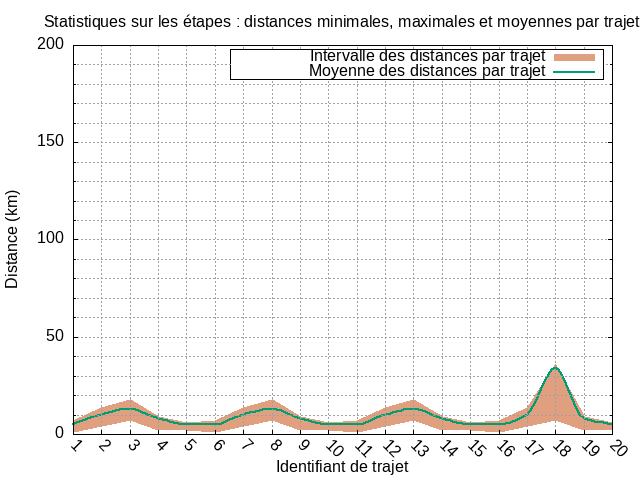 Statistiques sur les étapes : distances minimales, maximales et moyennes par trajet
200
150
100
50
0
Intervalle des distances par trajet
Moyenne des distances par trajet
Distance (km)
1 2 3 4 5 6 7 8 9 10 11 12 13 14 15 16 17 18 19 20
Identifiant de trajet